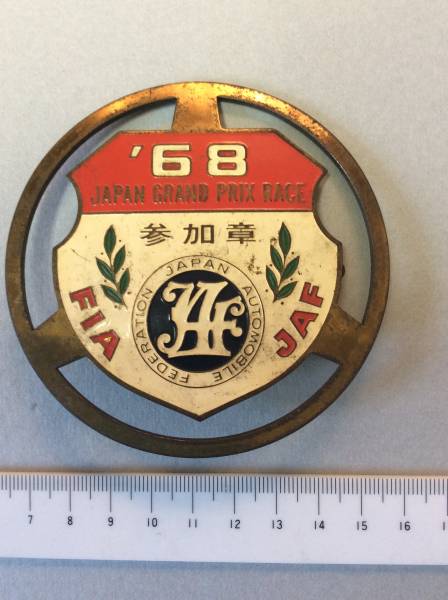 '68
JAPAN GRAND PRIX RACE
参加章
FIA
JAF
JAPAN AUTOMOBILE FEDERATION
JAF
7 8 9 10 11 12 13 14 15 16